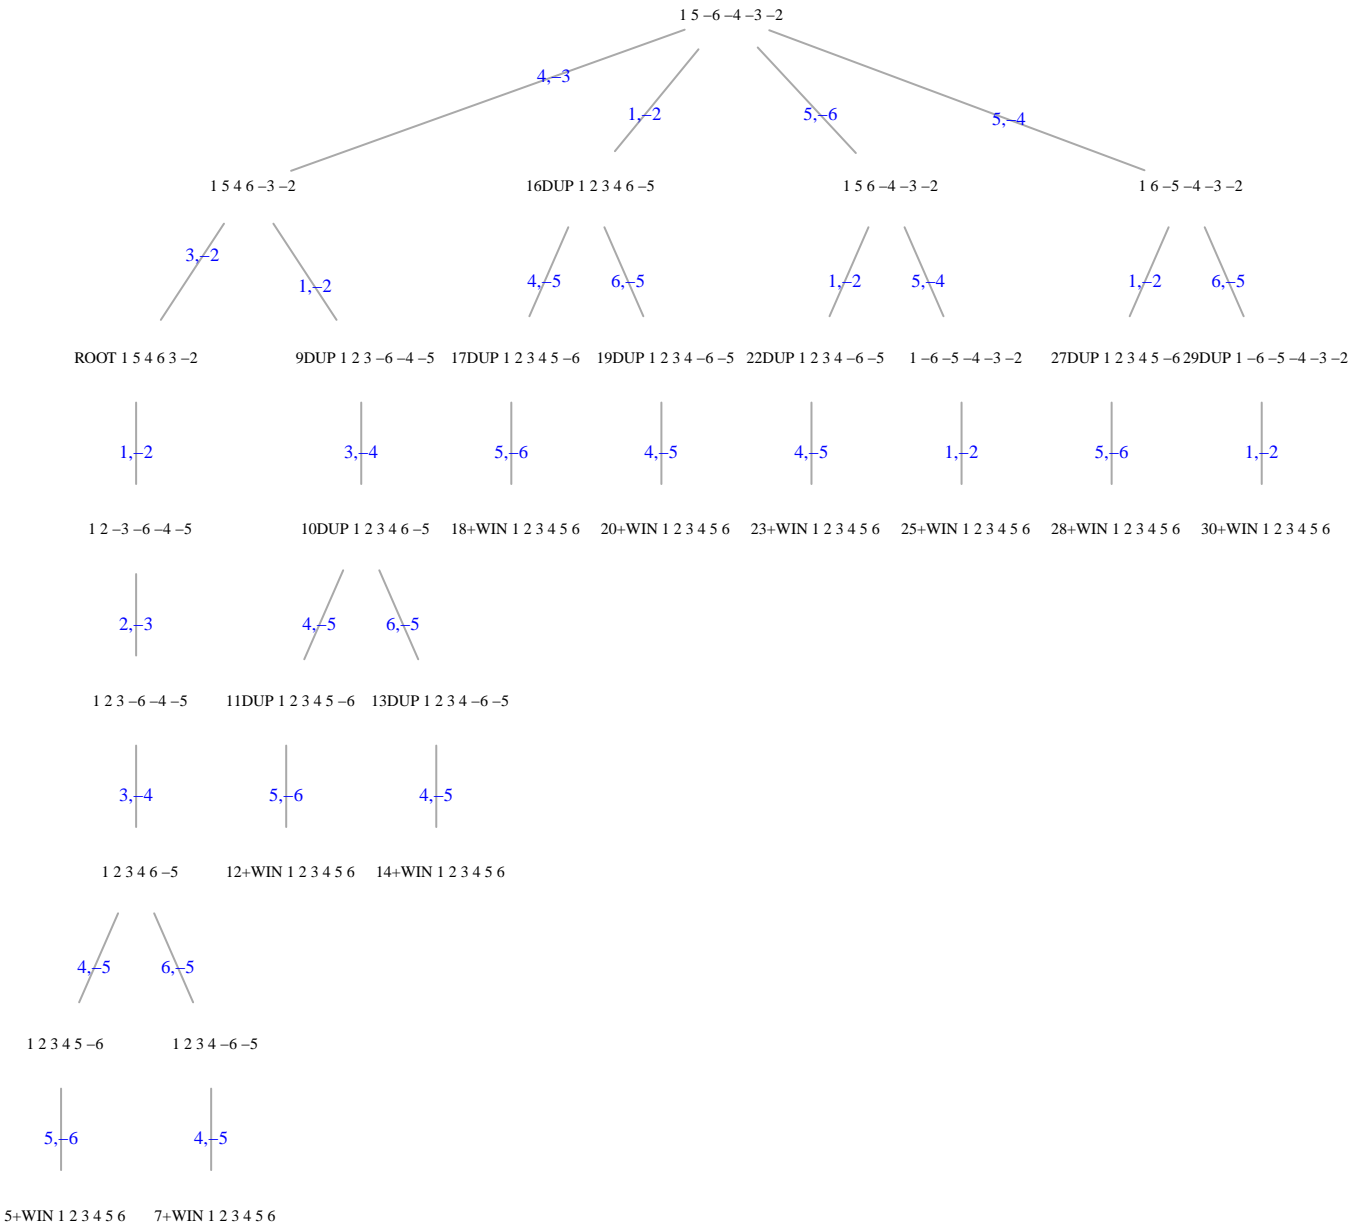 1 5 –6 –4 –3 –2
4,–3
1,–2
5,–6
5,–4
1 5 4 6 –3 –2
16DUP 1 2 3 4 6 –5
1 5 6 –4 –3 –2
1 6 –5 –4 –3 –2
3,–2
1,–2
4,–5
6,–5
1,–2
5,–4
1,–2
6,–5
ROOT 1 5 4 6 3 –2
9DUP 1 2 3 –6 –4 –5
17DUP 1 2 3 4 5 –6
19DUP 1 2 3 4 –6 –5
22DUP 1 2 3 4 –6 –5
1 –6 –5 –4 –3 –2
27DUP 1 2 3 4 5 –6
29DUP 1 –6 –5 –4 –3 –2
1,–2
3,–4
5,–6
4,–5
4,–5
1,–2
5,–6
1,–2
1 2 –3 –6 –4 –5
10DUP 1 2 3 4 6 –5
18+WIN 1 2 3 4 5 6
20+WIN 1 2 3 4 5 6
23+WIN 1 2 3 4 5 6
25+WIN 1 2 3 4 5 6
28+WIN 1 2 3 4 5 6
30+WIN 1 2 3 4 5 6
2,–3
4,–5
6,–5
1 2 3 –6 –4 –5
11DUP 1 2 3 4 5 –6
13DUP 1 2 3 4 –6 –5
3,–4
5,–6
4,–5
1 2 3 4 6 –5
12+WIN 1 2 3 4 5 6
14+WIN 1 2 3 4 5 6
4,–5
6,–5
1 2 3 4 5 –6
1 2 3 4 –6 –5
5,–6
4,–5
5+WIN 1 2 3 4 5 6
7+WIN 1 2 3 4 5 6